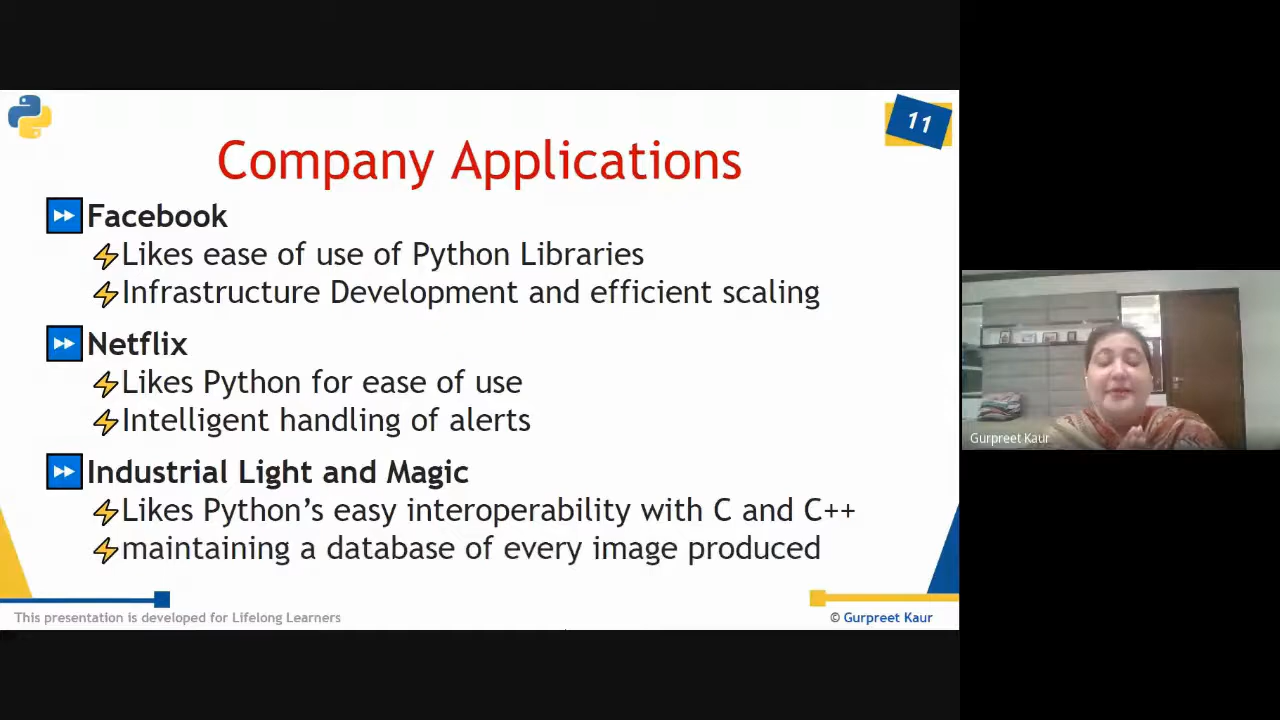 11
Company Applications
Facebook
Likes ease of use of Python Libraries
Infrastructure Development and efficient scaling
Netflix
Likes Python for ease of use
Intelligent handling of alerts
Industrial Light and Magic
Likes Python’s easy interoperability with C and C++
maintaining a database of every image produced
This presentation is developed for Lifelong Learners
© Gurpreet Kaur
Gurpreet Kaur